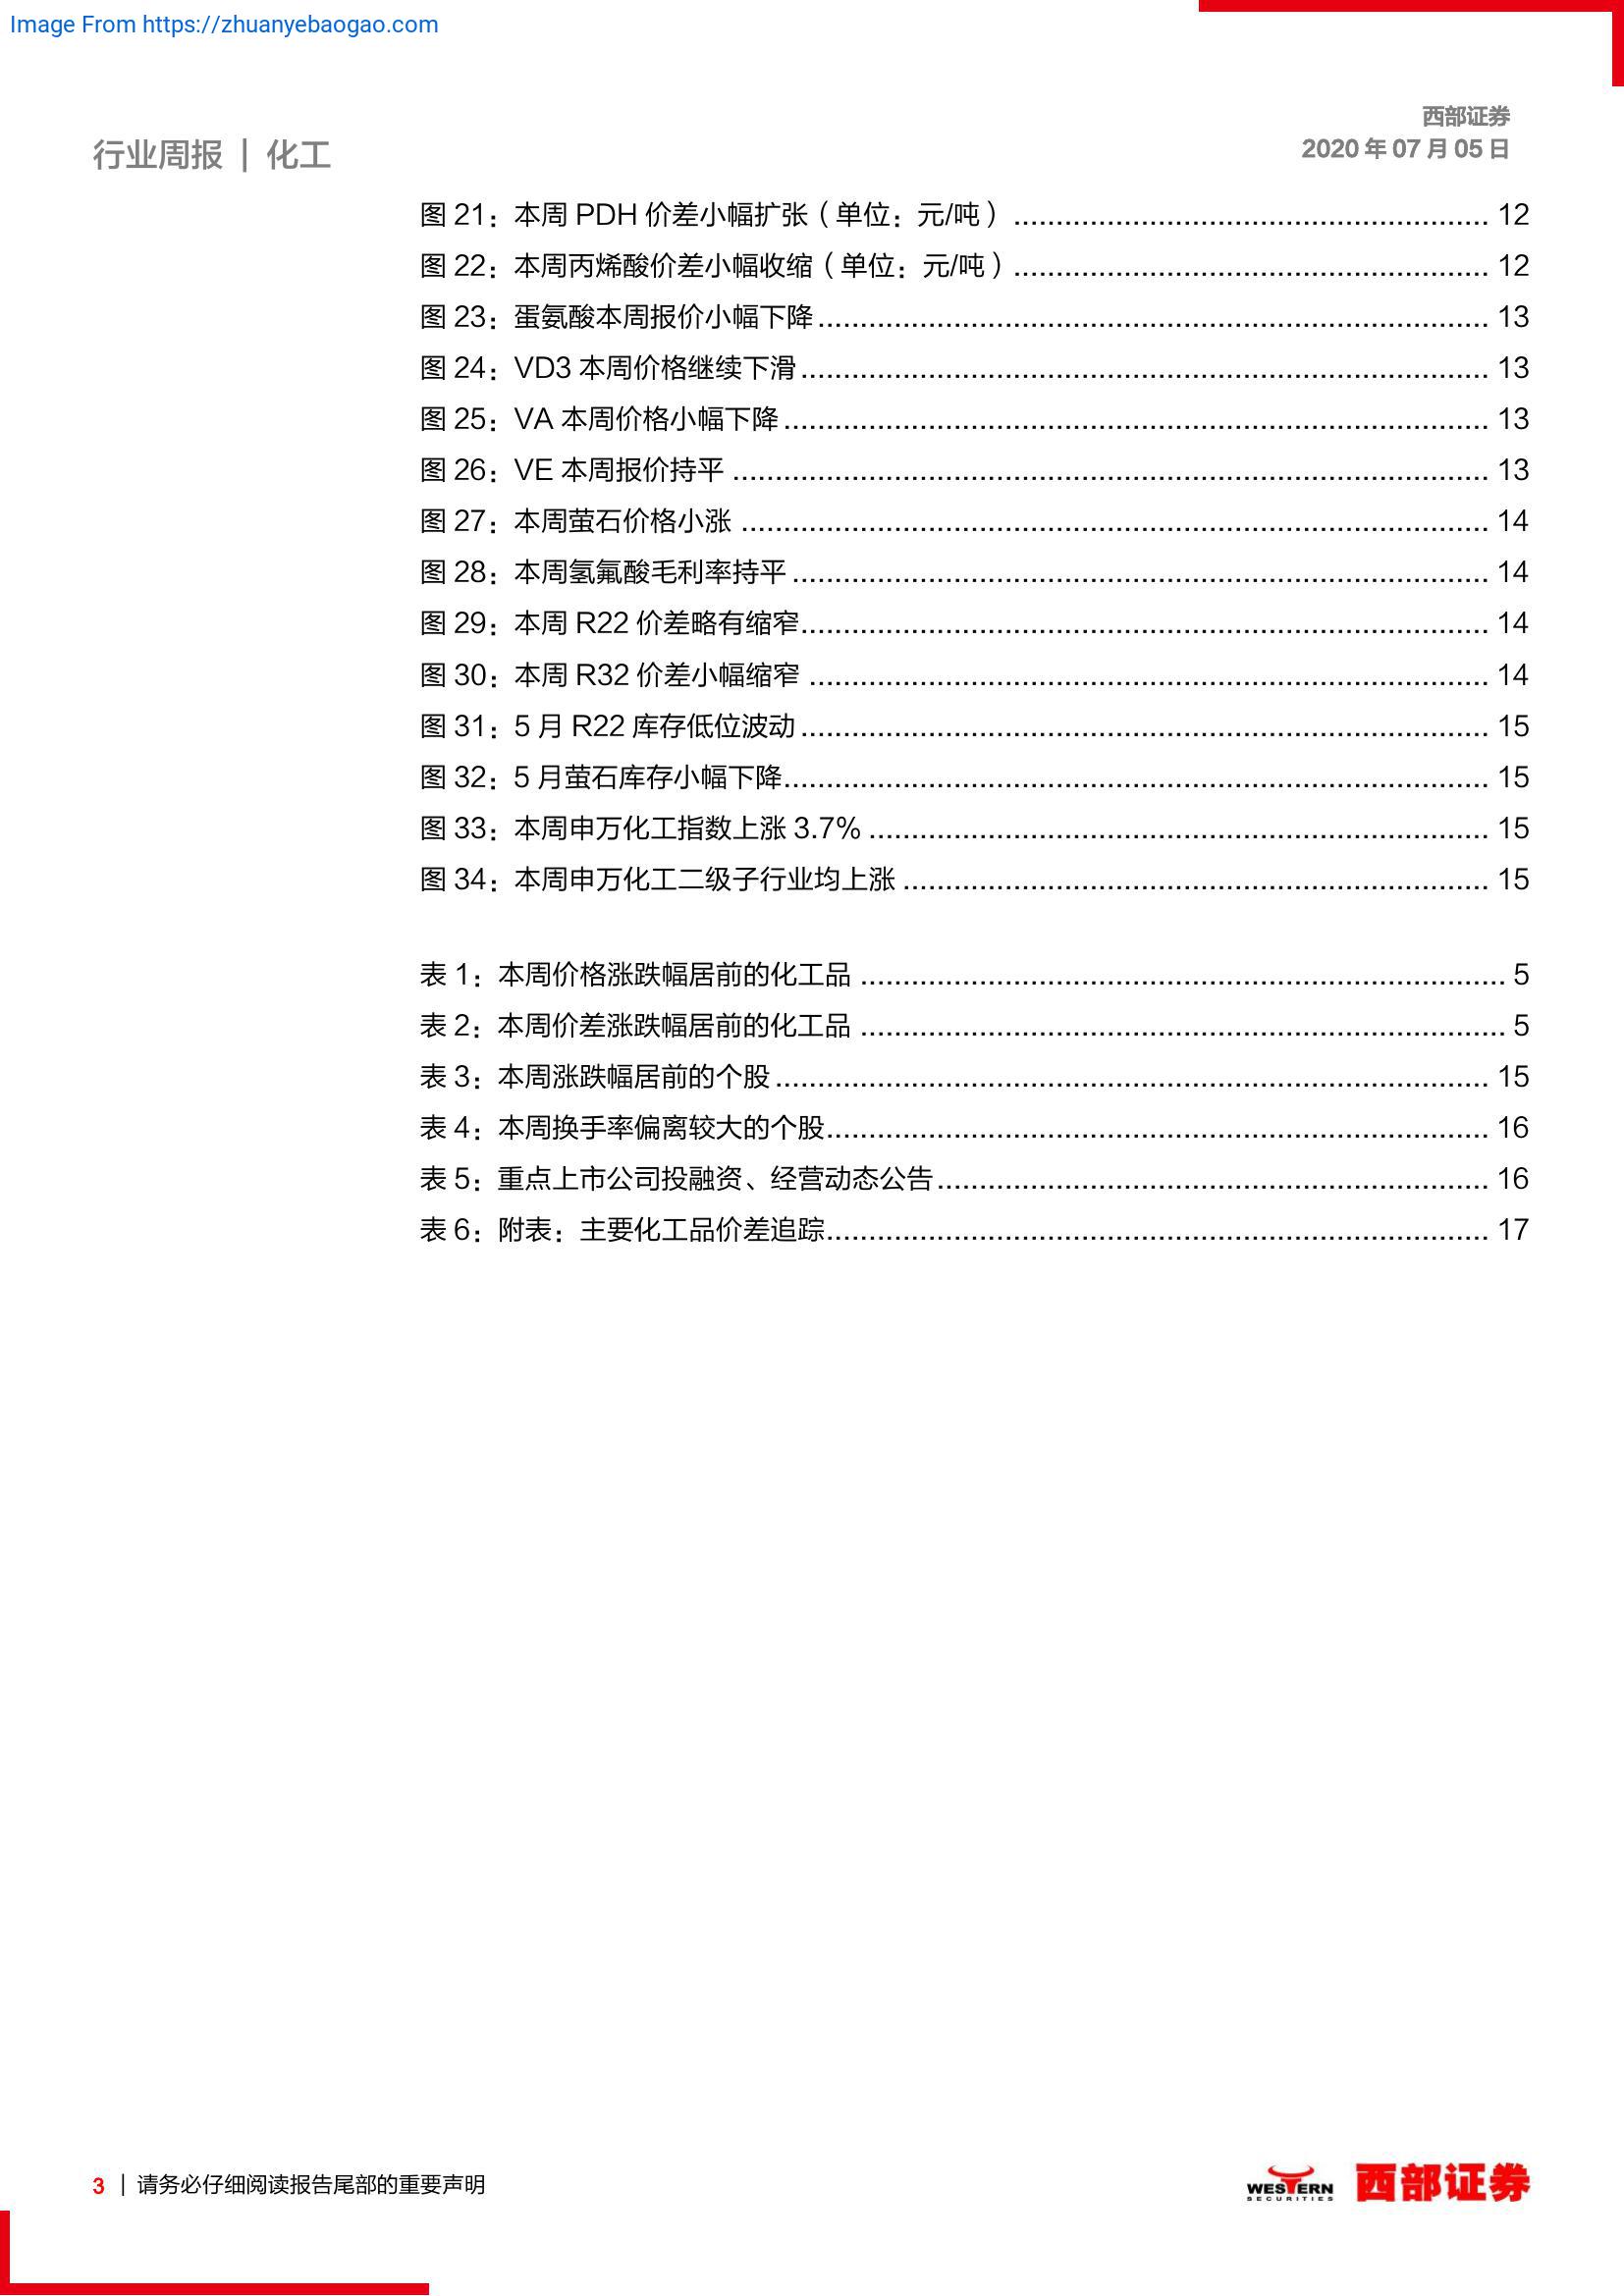 Image From https://zhuanyebaogao.com
西部证券
行业周报 | 化工
2020 年 07 月 05 日
图 21：本周 PDH 价差小幅扩张（单位：元/吨）........................................ 12
图 22：本周丙烯酸价差小幅收缩（单位：元/吨）........................................ 12
图 23：蛋氨酸本周报价小幅下降........................................ 13
图 24：VD3 本周价格继续下滑........................................ 13
图 25：VA 本周价格小幅下降........................................ 13
图 26：VE 本周报价持平........................................ 13
图 27：本周萤石价格小涨........................................ 14
图 28：本周氢氟酸毛利率持平........................................ 14
图 29：本周 R22 价差略有缩窄........................................ 14
图 30：本周 R32 价差小幅缩窄........................................ 14
图 31：5 月 R22 库存低位波动........................................ 15
图 32：5 月萤石库存小幅下降........................................ 15
图 33：本周申万化工指数上涨 3.7%........................................ 15
图 34：本周申万化工二级子行业均上涨........................................ 15
表 1：本周价格涨跌幅居前的化工品........................................ 5
表 2：本周价差涨跌幅居前的化工品........................................ 5
表 3：本周涨跌幅居前的个股........................................ 15
表 4：本周换手率偏离较大的个股........................................ 16
表 5：重点上市公司投融资、经营动态公告........................................ 16
表 6：附表：主要化工品价差追踪........................................ 17
3 | 请务必仔细阅读报告尾部的重要声明
WESTERN
SECURITIES
西部证券